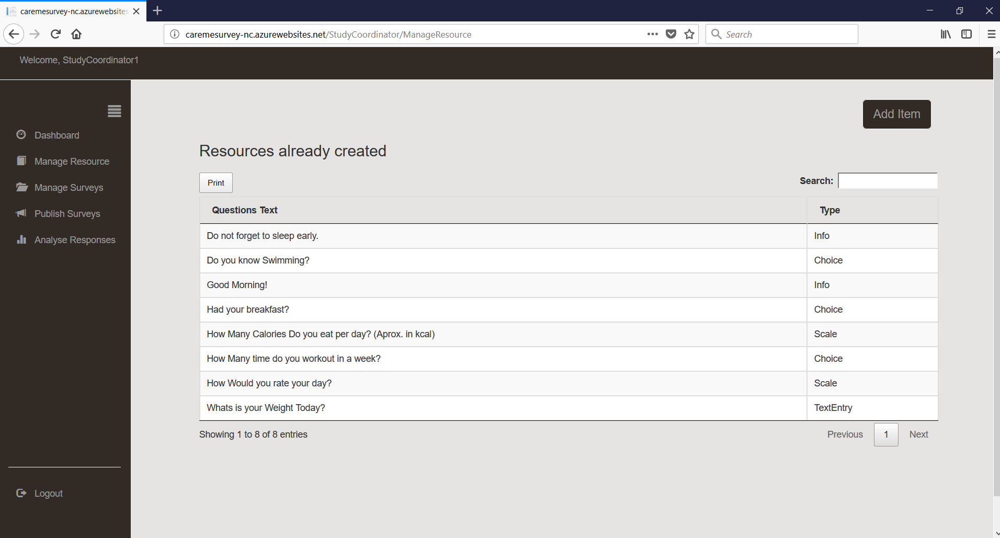 caremesurvey-nc.azurewebsites
caremesurvey-nc.azurewebsites.net/StudyCoordinator/ManageResource
Search
Welcome, StudyCoordinator1
Add Item
Dashboard
Manage Resource
Manage Surveys
Publish Surveys
Analyse Responses
Logout
Resources already created
Print
Search:
Questions Text Type
Do not forget to sleep early. Info
Do you know Swimming? Choice
Good Morning! Info
Had your breakfast? Choice
How Many Calories Do you eat per day? (Aprox. in kcal) Scale
How Many time do you workout in a week? Choice
How Would you rate your day? Scale
Whats is your Weight Today? TextEntry
Showing 1 to 8 of 8 entries
Previous 1 Next